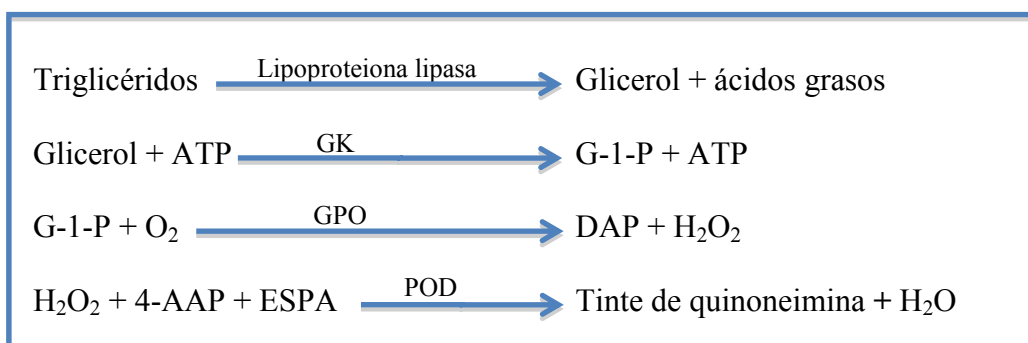 Triglicéridos Lipoproteiona lipasa Glicerol + ácidos grasos
Glicerol + ATP GK G-1-P + ATP
G-1-P + O₂ GPO DAP + H₂O₂
H₂O₂ + 4-AAP + ESPA POD Tinte de quinoneimina + H₂O